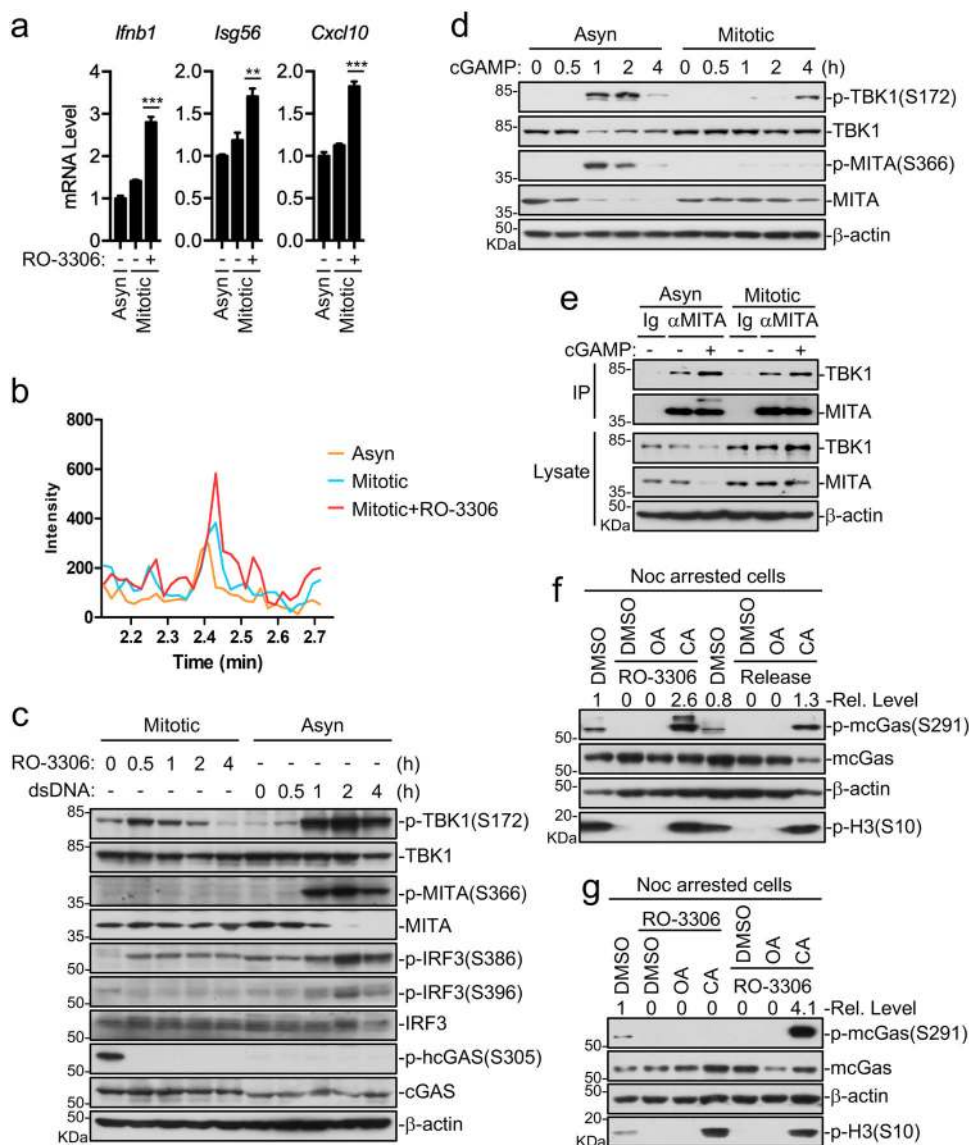 a
Ifnb1 Isg56 Cxcl10
mRNA Level
4
3
2
1
0
***
2.0
1.5
1.0
0.5
0.0
**
2.0
1.5
1.0
0.5
0.0
***
RO-3306: - - + - - + - - +
Asyn Mitotic Asyn Mitotic Asyn Mitotic
b
Intensity
800
600
400
200
0
Asyn
Mitotic
Mitotic+RO-3306
2.2 2.3 2.4 2.5 2.6 2.7
Time (min)
c
Mitotic Asyn
RO-3306: 0 0.5 1 2 4 - - - - - (h)
dsDNA: - - - - - 0 0.5 1 2 4 (h)
85- -p-TBK1(S172)
85- -TBK1
35- -p-MITA(S366)
35- -MITA
50- -p-IRF3(S386)
50- -p-IRF3(S396)
50- -IRF3
50- -p-hcGAS(S305)
50- -cGAS
50- -β-actin
KDa
d
Asyn Mitotic
cGAMP: 0 0.5 1 2 4 0 0.5 1 2 4 (h)
85- -p-TBK1(S172)
85- -TBK1
35- -p-MITA(S366)
35- -MITA
50- -β-actin
KDa
e
Asyn Mitotic
Ig αMITA Ig αMITA
cGAMP: - - + - - +
IP
85- -TBK1
35- -MITA
Lysate
85- -TBK1
35- -MITA
50- -β-actin
KDa
f
Noc arrested cells
DMSO DMSO OA CA DMSO DMSO OA CA
RO-3306 Release
1 0 0 2.6 0.8 0 0 1.3 -Rel. Level
50- -p-mcGas(S291)
50- -mcGas
50- -β-actin
20- -p-H3(S10)
KDa
g
Noc arrested cells
RO-3306
DMSO DMSO OA CA DMSO OA CA
RO-3306
1 0 0 0 0 0 4.1 -Rel. Level
50- -p-mcGas(S291)
50- -mcGas
50- -β-actin
20- -p-H3(S10)
KDa